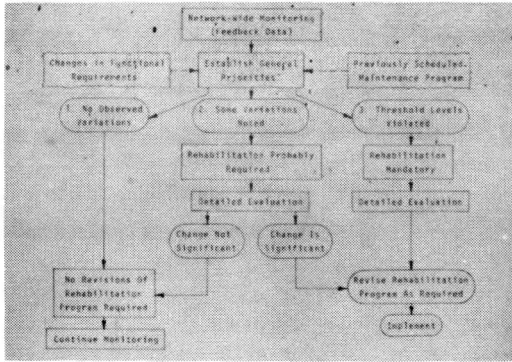 Network-wide Monitoring
(Feedback Data)
Changes in Functional
Requirements
Establish General
Priorities
Previously Scheduled
Maintenance Program
1. No Observed
Variations
2. Some Variations
Noted
3. Threshold Levels
Violated
Rehabilitation Probably
Required
Rehabilitation
Mandatory
Detailed Evaluation
Detailed Evaluation
Change Not
Significant
Change Is
Significant
No Revisions Of
Rehabilitation
Program Required
Revise Rehabilitation
Program As Required
Continue Monitoring
Implement